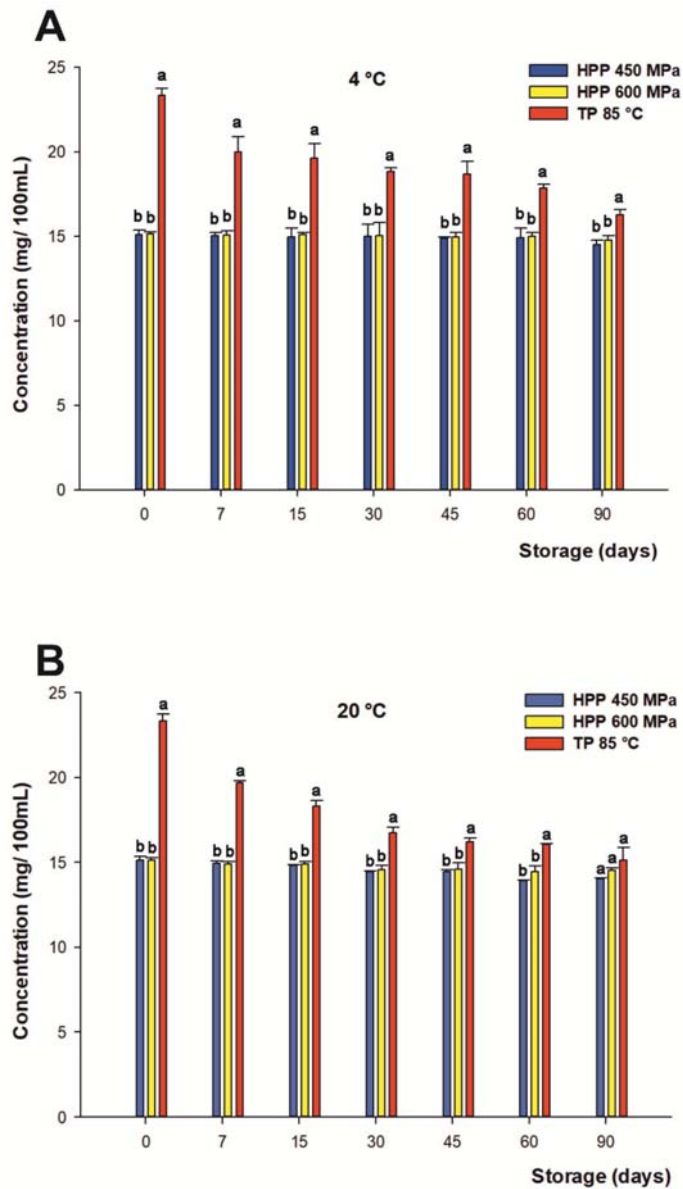 A
4 °C
HPP 450 MPa
HPP 600 MPa
TP 85 °C
Concentration (mg/ 100mL)
25
20
15
10
5
0
a
a
a
a
a
a
a
b b
b b
b b
b b
b b
b b
b b
0 7 15 30 45 60 90
Storage (days)
B
20 °C
HPP 450 MPa
HPP 600 MPa
TP 85 °C
Concentration (mg/ 100mL)
25
20
15
10
5
0
a
a
a
a
a
a
a
b b
b b
b b
b b
b b
b b
a a
0 7 15 30 45 60 90
Storage (days)